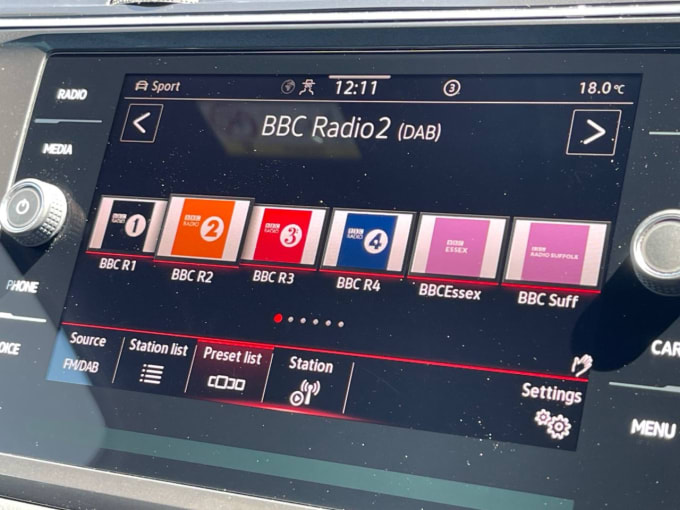 RADIO
MEDIA
PHONE
Sport
12:11
3
18.0°C
BBC Radio2 (DAB)
BBC RADIO 1
BBC RADIO 2
BBC RADIO 3
BBC RADIO 4
BBC ESSEX
BBC RADIO SUFFOLK
BBC R1
BBC R2
BBC R3
BBC R4
BBCEssex
BBC Suff
Source
FM/DAB
Station list
Preset list
Station
Settings
CAR
MENU